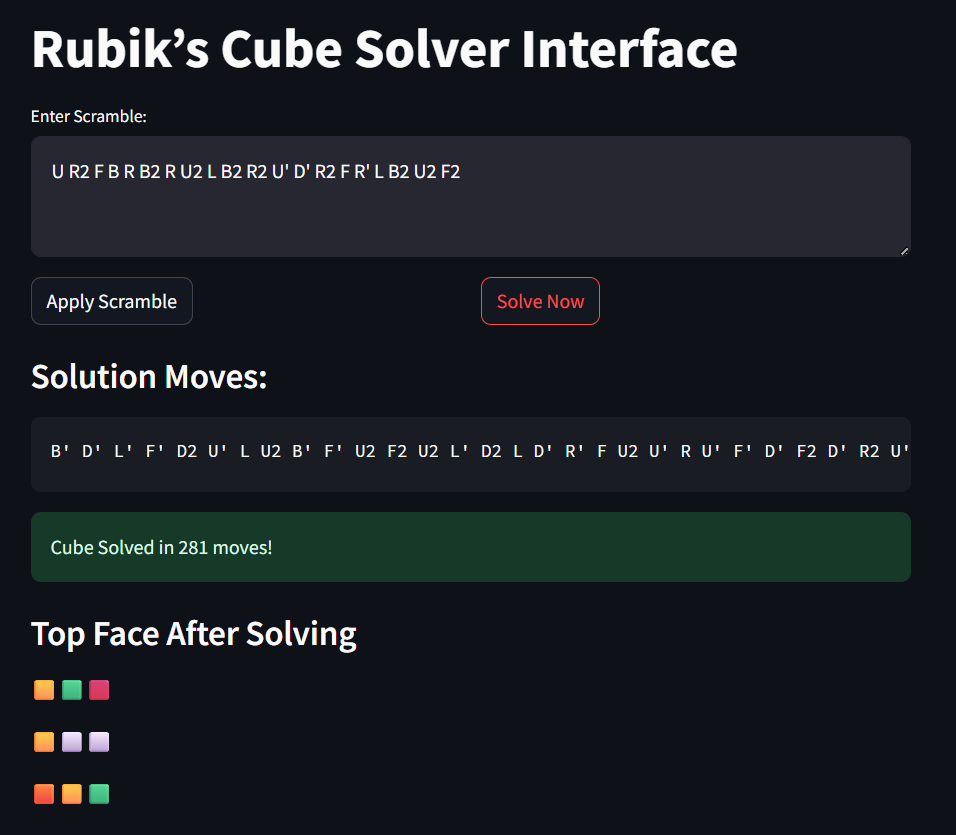 Rubik’s Cube Solver Interface
Enter Scramble:
U R2 F B R B2 R U2 L B2 R2 U' D' R2 F R' L B2 U2 F2
Apply Scramble
Solve Now
Solution Moves:
B' D' L' F' D2 U' L U2 B' F' U2 F2 U2 L' D2 L D' R' F U2 U' R U' F' D' F2 D' R2 U'
Cube Solved in 281 moves!
Top Face After Solving